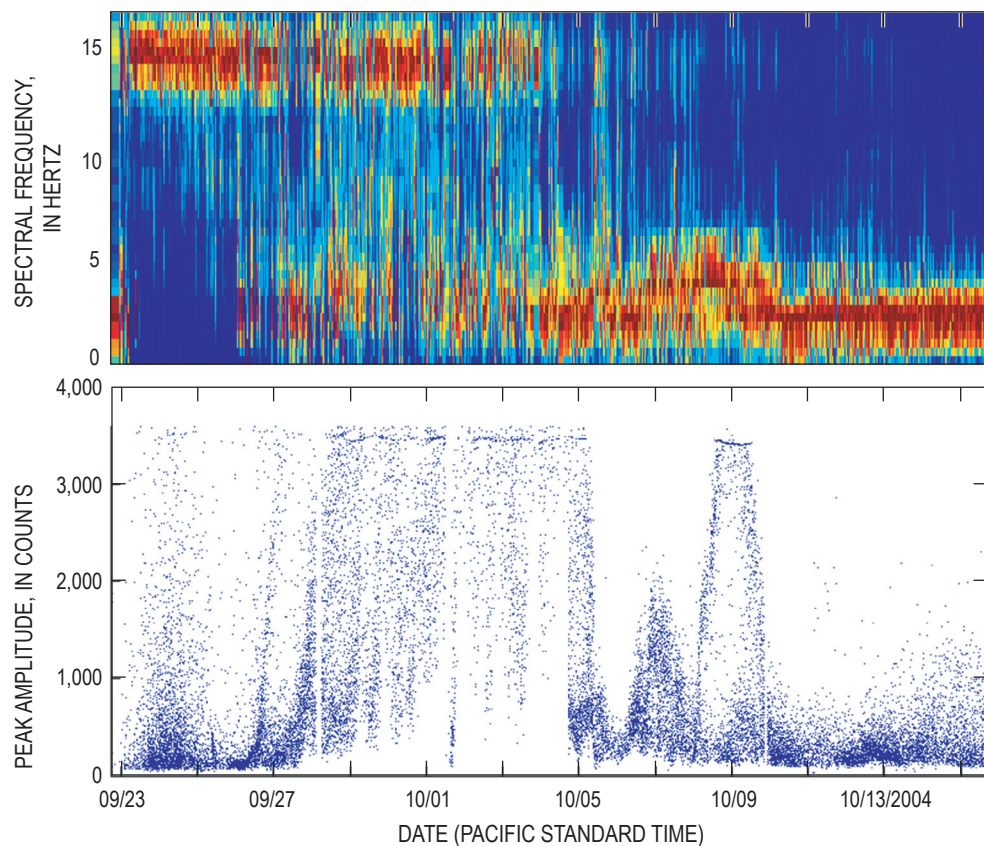 SPECTRAL FREQUENCY,
IN HERTZ
15
10
5
0
PEAK AMPLITUDE, IN COUNTS
4,000
3,000
2,000
1,000
0
09/23 09/27 10/01 10/05 10/09 10/13/2004
DATE (PACIFIC STANDARD TIME)